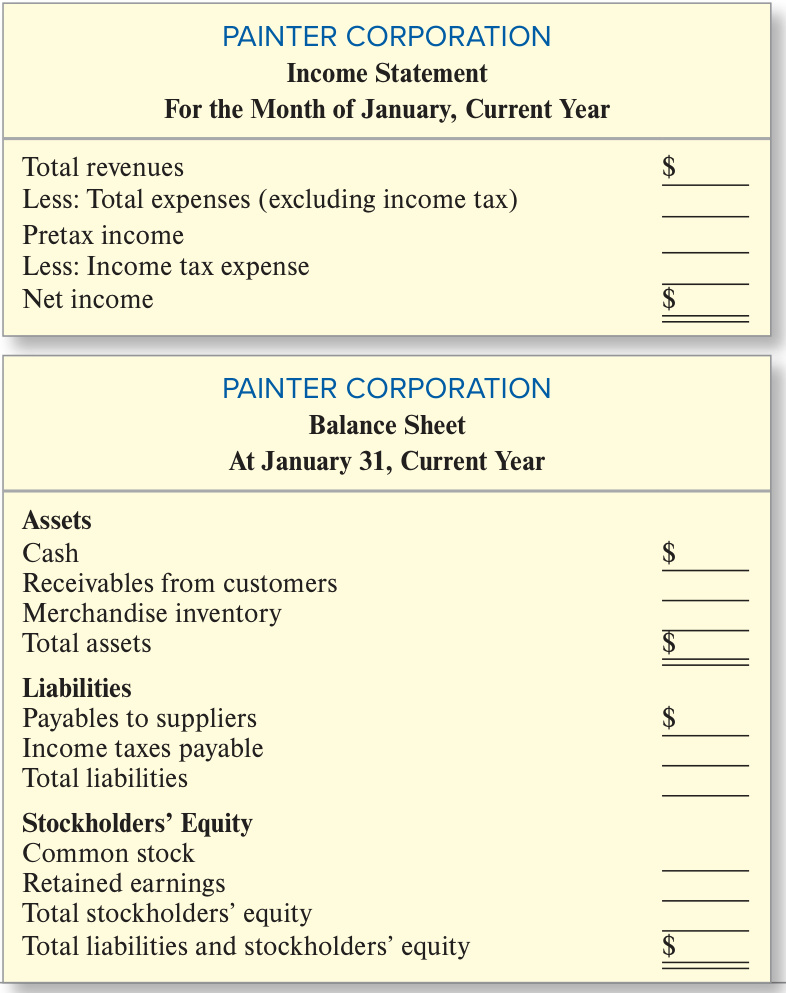 PAINTER CORPORATION
Income Statement
For the Month of January, Current Year
Total revenues $
Less: Total expenses (excluding income tax)
Pretax income
Less: Income tax expense
Net income $
PAINTER CORPORATION
Balance Sheet
At January 31, Current Year
Assets
Cash $
Receivables from customers
Merchandise inventory
Total assets $
Liabilities
Payables to suppliers $
Income taxes payable
Total liabilities
Stockholders’ Equity
Common stock
Retained earnings
Total stockholders’ equity
Total liabilities and stockholders’ equity $